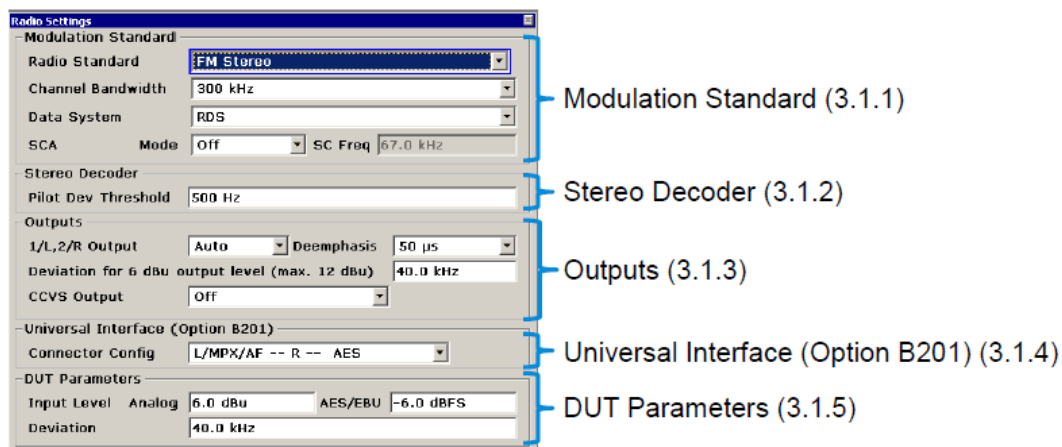 Radio Settings
Modulation Standard
Radio Standard FM Stereo
Channel Bandwidth 300 kHz
Data System RDS
SCA Mode Off SC Freq 67.0 kHz
Modulation Standard (3.1.1)
Stereo Decoder
Pilot Dev Threshold 500 Hz
Stereo Decoder (3.1.2)
Outputs
1/L,2/R Output Auto Deemphasis 50 µs
Deviation for 6 dBu output level (max. 12 dBu) 40.0 kHz
CCVS Output Off
Outputs (3.1.3)
Universal Interface (Option B201)
Connector Config L/MPX/AF -- R -- AES
Universal Interface (Option B201) (3.1.4)
DUT Parameters
Input Level Analog 6.0 dBu AES/EBU -6.0 dBFS
Deviation 40.0 kHz
DUT Parameters (3.1.5)